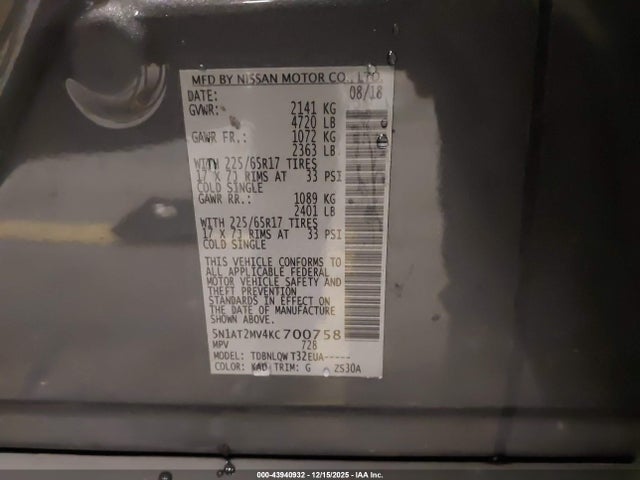 MFD BY NISSAN MOTOR CO., LTD.
DATE: 08/18
GVWR: 2141 KG
4720 LB
GAWR FR.: 1072 KG
2363 LB
WITH 225/65R17 TIRES
17 X 7J RIMS AT 33 PSI
COLD SINGLE
GAWR RR.: 1089 KG
2401 LB
WITH 225/65R17 TIRES
17 X 7J RIMS AT 33 PSI
COLD SINGLE
THIS VEHICLE CONFORMS TO
ALL APPLICABLE FEDERAL
MOTOR VEHICLE SAFETY AND
THEFT PREVENTION
STANDARDS IN EFFECT ON
THE DATE OF MANUFACTURE
SHOWN ABOVE.
5N1AT2MV4KC700758
MPV 728
MODEL: TDBNLQW T32EUA-----
COLOR: KAD TRIM: G ZS30A
000-43940932 - 12/15/2025 - IAA Inc.